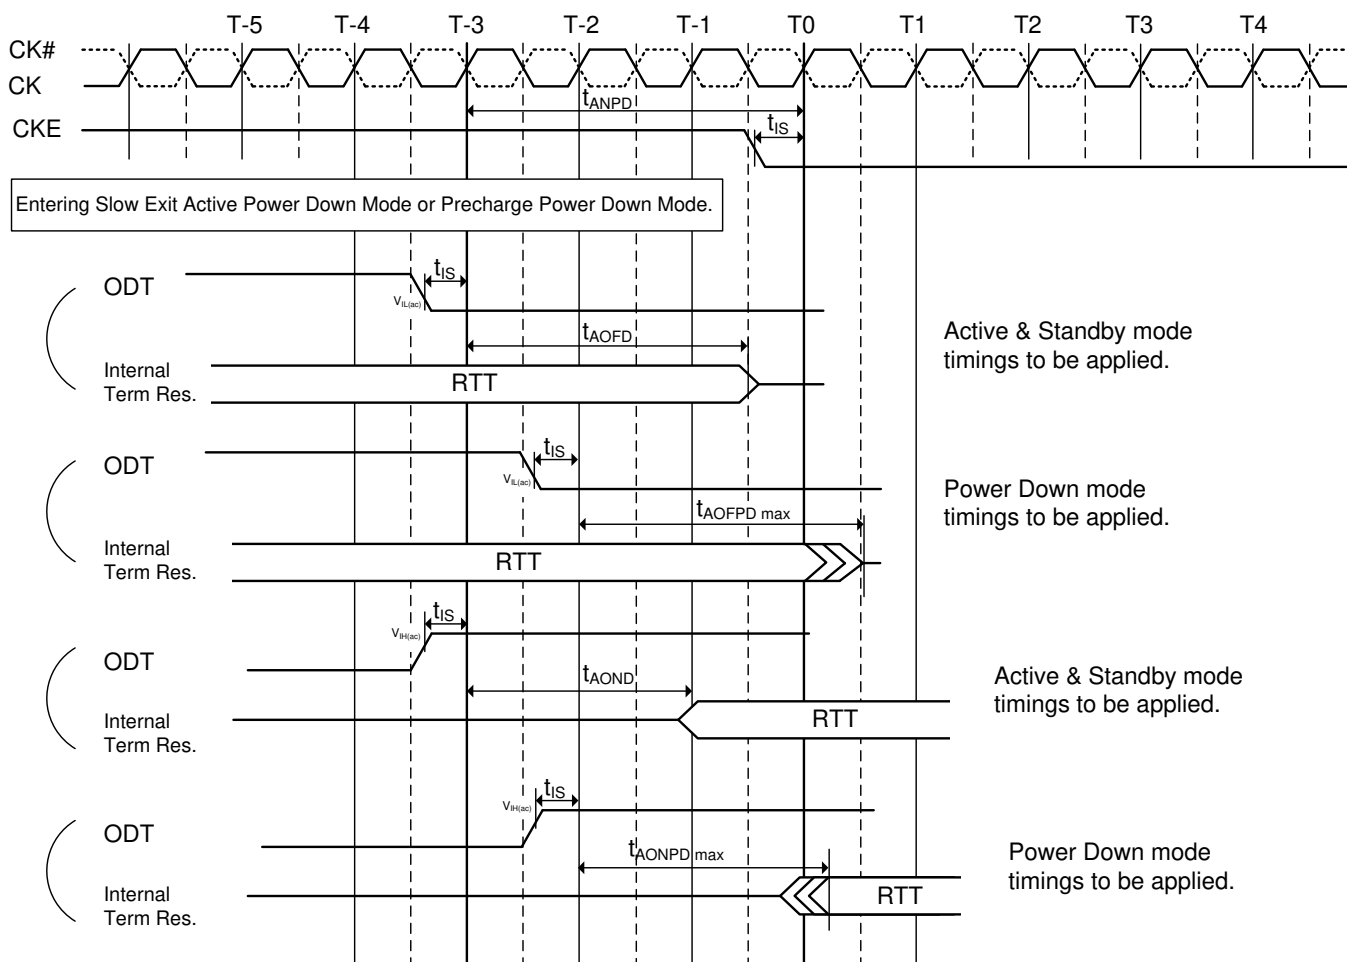 T-5 T-4 T-3 T-2 T-1 T0 T1 T2 T3 T4
CK#
CK
tANPD
CKE
tIS
Entering Slow Exit Active Power Down Mode or Precharge Power Down Mode.
ODT
tIS
VIL(ac)
tAOFD
Internal
Term Res.
RTT
Active & Standby mode
timings to be applied.
ODT
tIS
VIL(ac)
tAOFPD max
Internal
Term Res.
RTT
Power Down mode
timings to be applied.
ODT
tIS
VIH(ac)
tAOND
Internal
Term Res.
RTT
Active & Standby mode
timings to be applied.
ODT
tIS
VIH(ac)
tAONPD max
Internal
Term Res.
RTT
Power Down mode
timings to be applied.